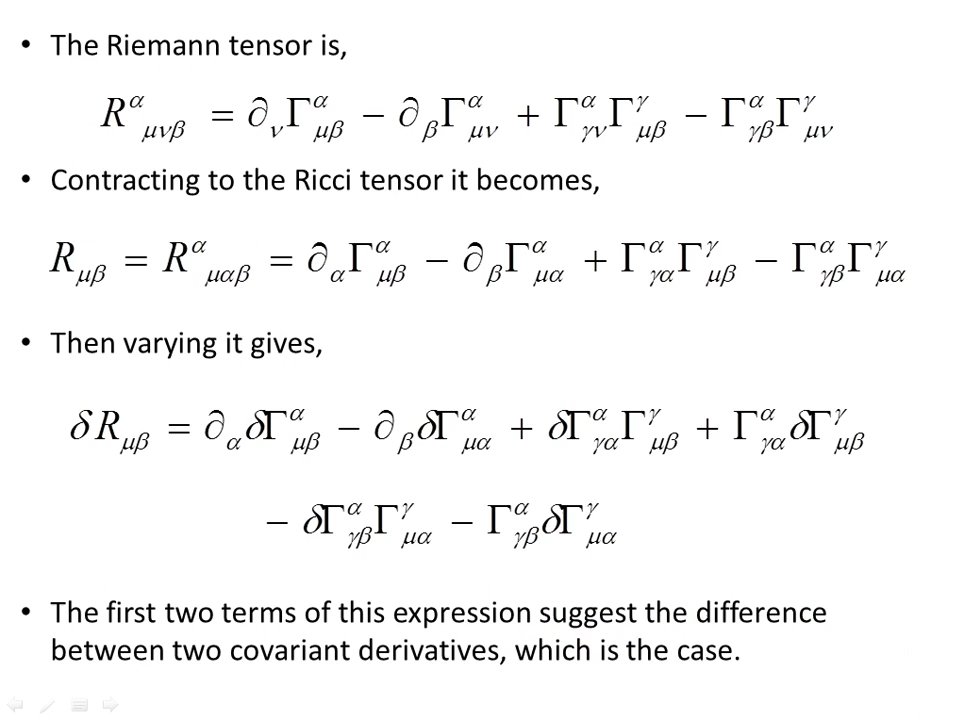 • The Riemann tensor is,
R^α_{μνβ} = ∂_ν Γ^α_{μβ} − ∂_β Γ^α_{μν} + Γ^α_{γν} Γ^γ_{μβ} − Γ^α_{γβ} Γ^γ_{μν}
• Contracting to the Ricci tensor it becomes,
R_{μβ} = R^α_{μαβ} = ∂_α Γ^α_{μβ} − ∂_β Γ^α_{μα} + Γ^α_{γα} Γ^γ_{μβ} − Γ^α_{γβ} Γ^γ_{μα}
• Then varying it gives,
δR_{μβ} = ∂_α δΓ^α_{μβ} − ∂_β δΓ^α_{μα} + δΓ^α_{γα} Γ^γ_{μβ} + Γ^α_{γα} δΓ^γ_{μβ}
− δΓ^α_{γβ} Γ^γ_{μα} − Γ^α_{γβ} δΓ^γ_{μα}
• The first two terms of this expression suggest the difference
between two covariant derivatives, which is the case.